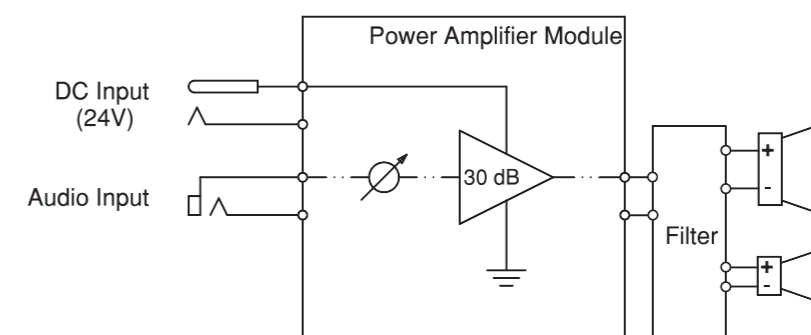 Power Amplifier Module
DC Input
(24V)
30 dB
Audio Input
Filter
+
-
+
-